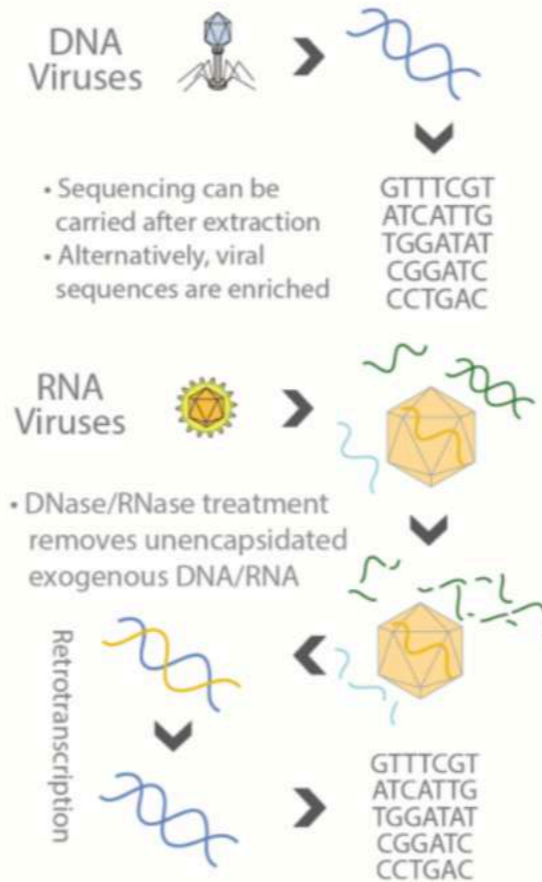 DNA
Viruses
• Sequencing can be
carried after extraction
• Alternatively, viral
sequences are enriched
GTTTCGT
ATCATTG
TGGATAT
CGGATC
CCTGAC
RNA
Viruses
• DNase/RNase treatment
removes unencapsidated
exogenous DNA/RNA
Retrotranscription
GTTTCGT
ATCATTG
TGGATAT
CGGATC
CCTGAC